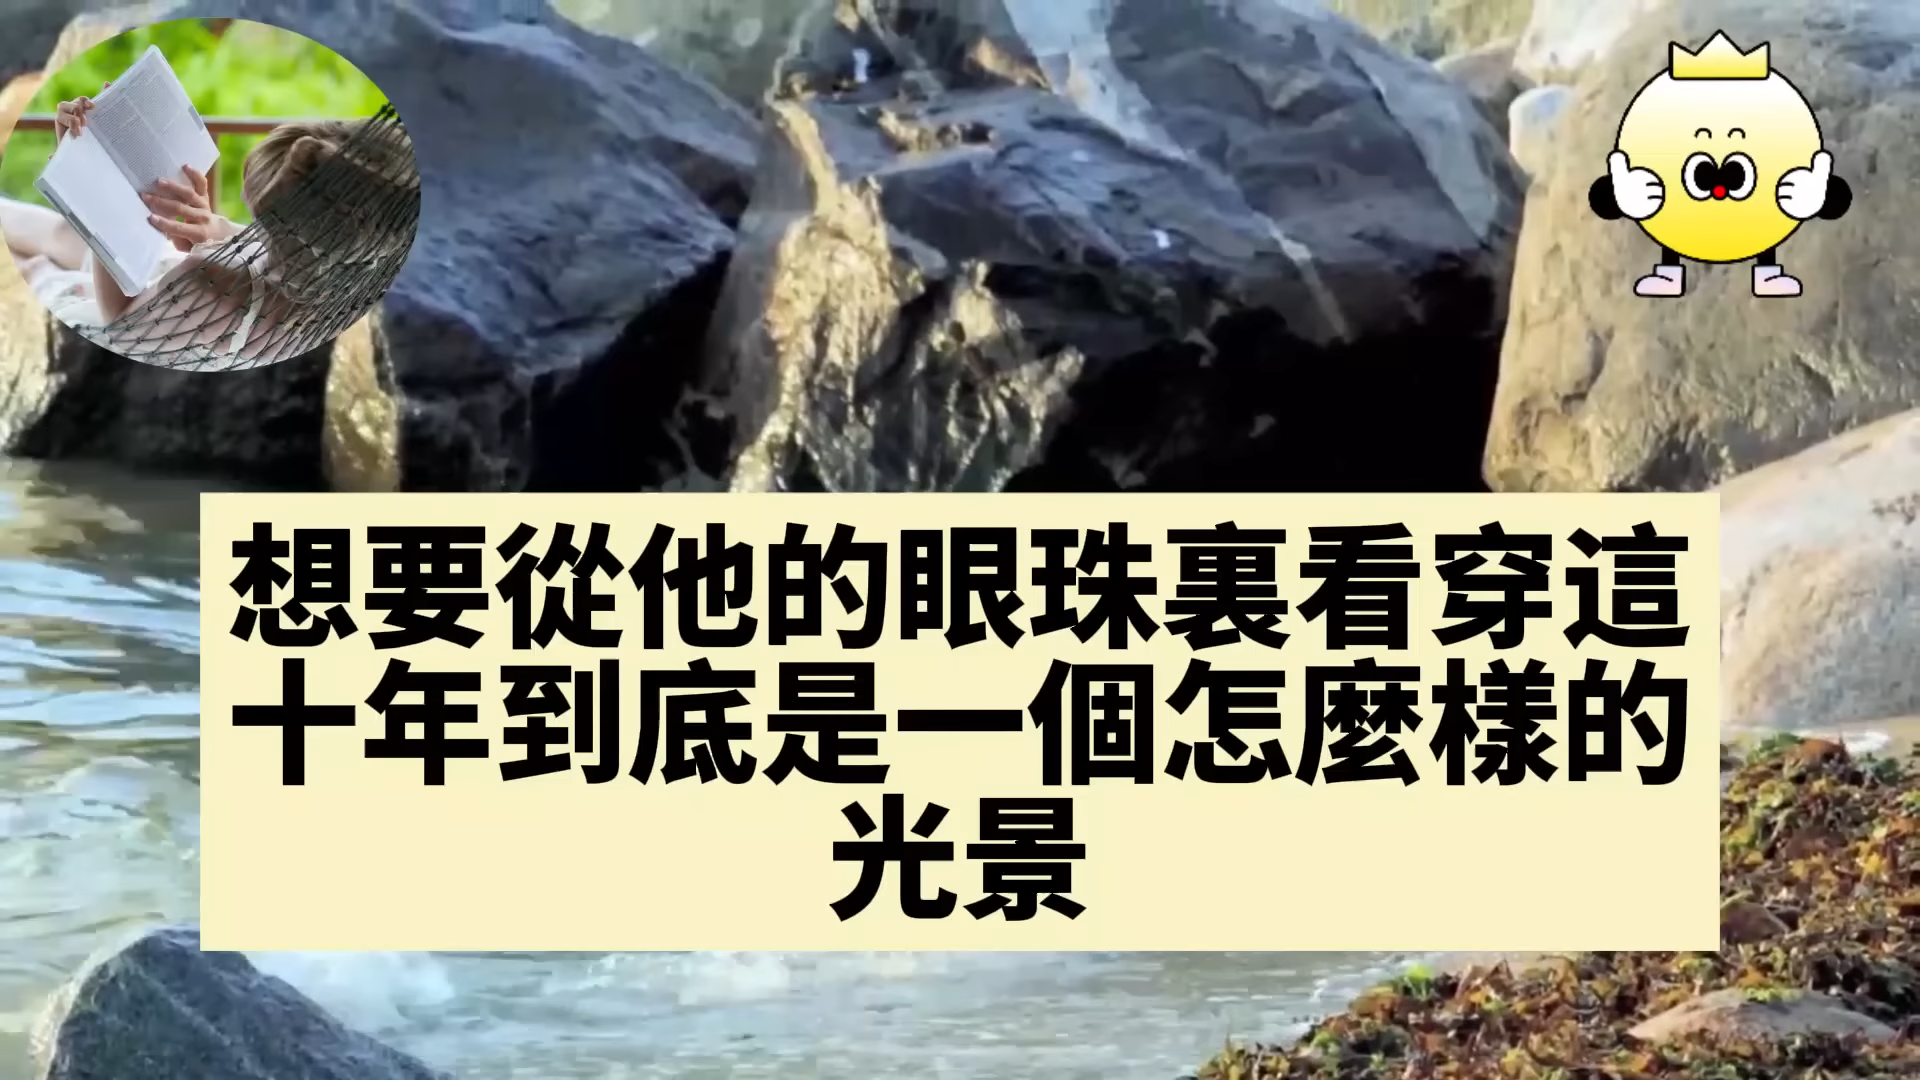 想要從他的眼珠裏看穿這
十年到底是一個怎麼樣的
光景